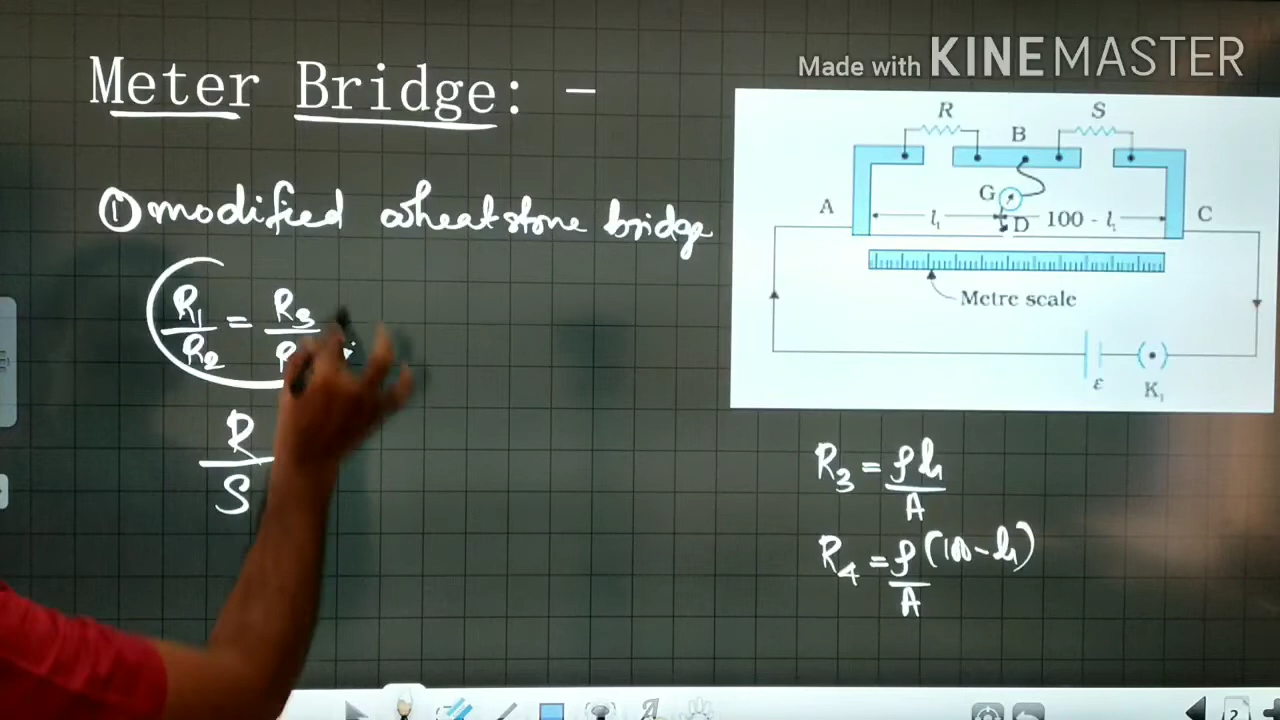 Made with KINEMASTER
Meter Bridge: -
① modified wheatstone bridge
R₁/R₂ = R₃/
R/S
R S
B
G
A l₁ D 100 - l₁ C
Metre scale
ε K₁
R₃ = ρl₁/A
R₄ = ρ(100-l₁)/A
2